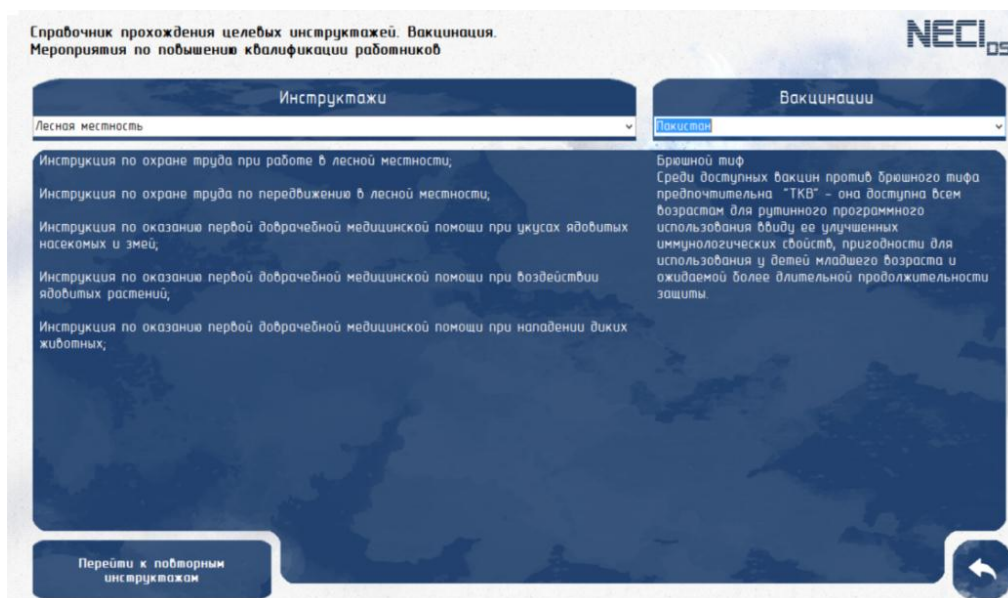 Справочник прохождения целевых инструктажей. Вакцинация.
Мероприятия по повышению квалификации работников
NECI DS
Инструктажи
Лесная местность
Инструкция по охране труда при работе в лесной местности;
Инструкция по охране труда по передвижению в лесной местности;
Инструкция по оказанию первой доврачебной медицинской помощи при укусах ядовитых
насекомых и змей;
Инструкция по оказанию первой доврачебной медицинской помощи при воздействии
ядовитых растений;
Инструкция по оказанию первой доврачебной медицинской помощи при нападении диких
животных;
Вакцинации
Пакистан
Брюшной тиф
Среди доступных вакцин против брюшного тифа
предпочтительна "ТКВ" – она доступна всем
возрастам для рутинного программного
использования ввиду ее улучшенных
иммунологических свойств, пригодности для
использования у детей младшего возраста и
ожидаемой более длительной продолжительности
защиты.
Перейти к повторным
инструктажам